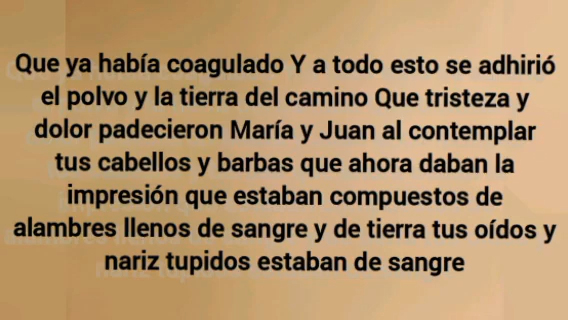 Que ya había coagulado Y a todo esto se adhirió
el polvo y la tierra del camino Que tristeza y
dolor padecieron María y Juan al contemplar
tus cabellos y barbas que ahora daban la
impresión que estaban compuestos de
alambres llenos de sangre y de tierra tus oídos y
nariz tupidos estaban de sangre